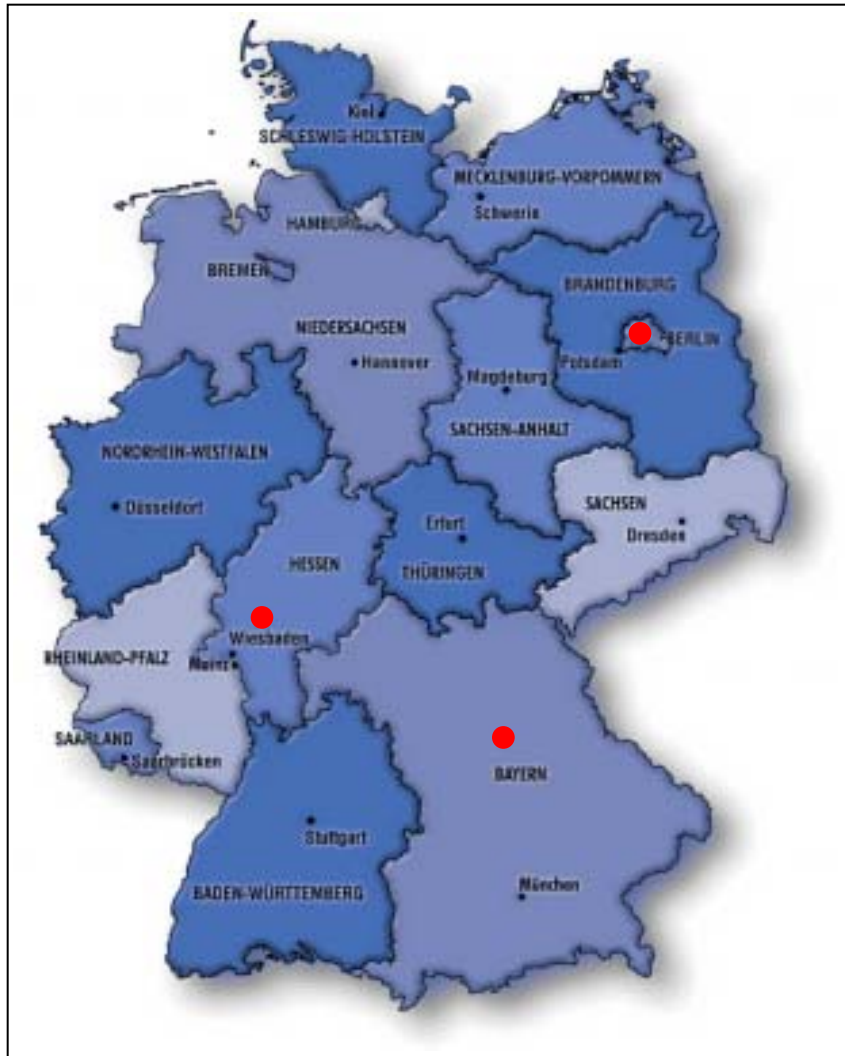 Kiel
SCHLESWIG-HOLSTEIN
MECKLENBURG-VORPOMMERN
Schwerin
HAMBURG
BREMEN
BRANDENBURG
NIEDERSACHSEN
BERLIN
Hannover
Potsdam
Magdeburg
SACHSEN-ANHALT
NORDRHEIN-WESTFALEN
Düsseldorf
SACHSEN
Erfurt
Dresden
HESSEN
THÜRINGEN
Wiesbaden
RHEINLAND-PFALZ
Mainz
SAARLAND
Saarbrücken
BAYERN
Stuttgart
München
BADEN-WÜRTTEMBERG